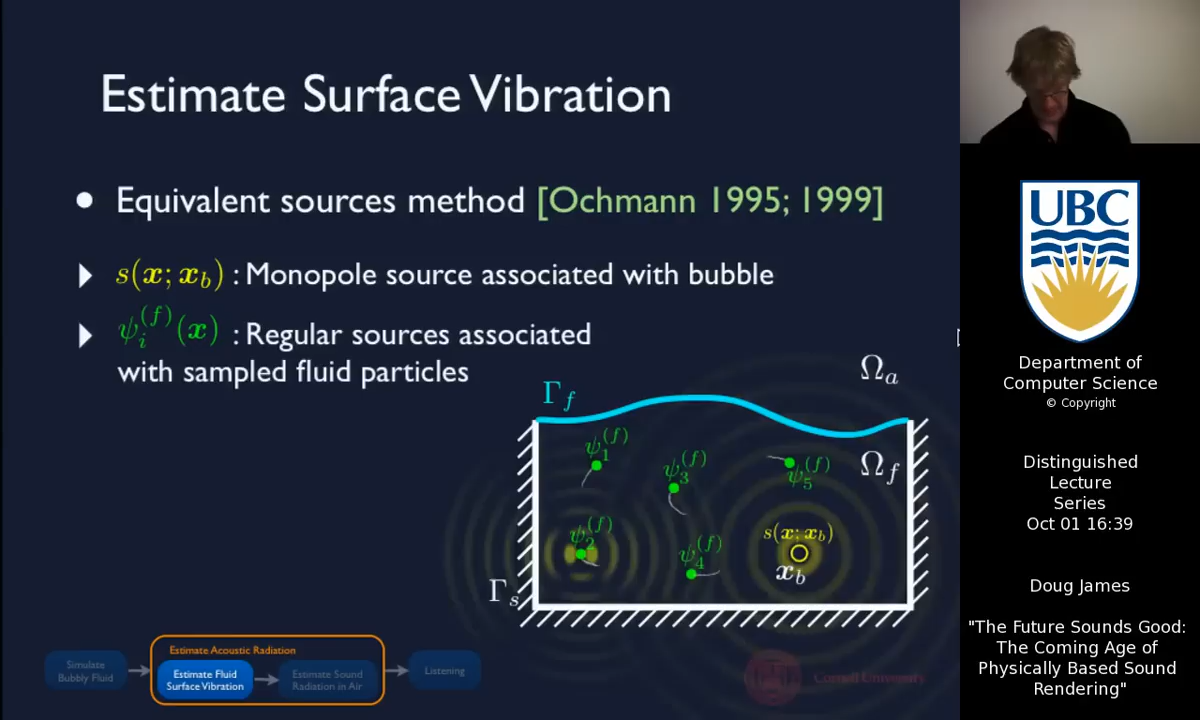 Estimate Surface Vibration
• Equivalent sources method [Ochmann 1995; 1999]
s(x; x_b) : Monopole source associated with bubble
ψ_i^(f)(x) : Regular sources associated
with sampled fluid particles
Ω_a
Γ_f
ψ_1^(f)
ψ_3^(f)
ψ_5^(f)
Ω_f
ψ_2^(f)
ψ_4^(f)
s(x; x_b)
x_b
Γ_s
Estimate Acoustic Radiation
Simulate
Bubbly Fluid
Estimate Fluid
Surface Vibration
Estimate Sound
Radiation in Air
Listening
Cornell University
UBC
Department of
Computer Science
© Copyright
Distinguished
Lecture
Series
Oct 01 16:39
Doug James
"The Future Sounds Good:
The Coming Age of
Physically Based Sound
Rendering"